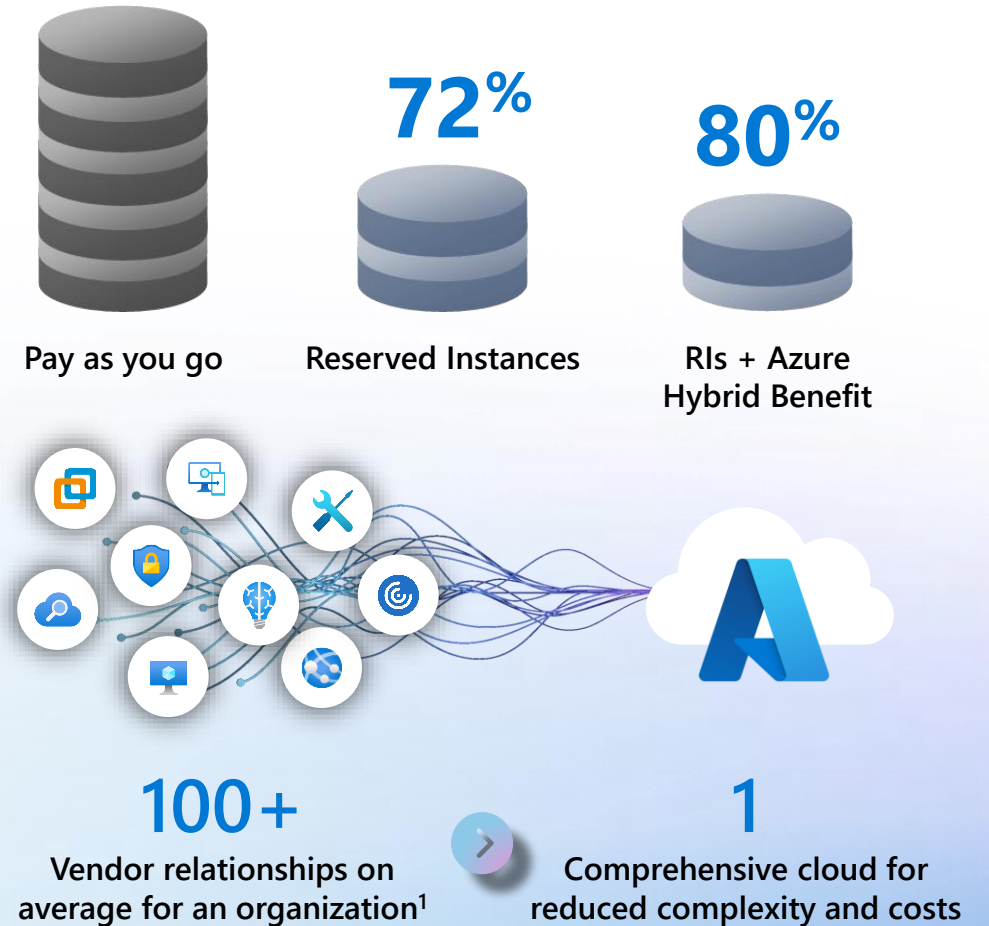 72%
80%
Pay as you go
Reserved Instances
RIs + Azure
Hybrid Benefit
100+
Vendor relationships on
average for an organization¹
1
Comprehensive cloud for
reduced complexity and costs